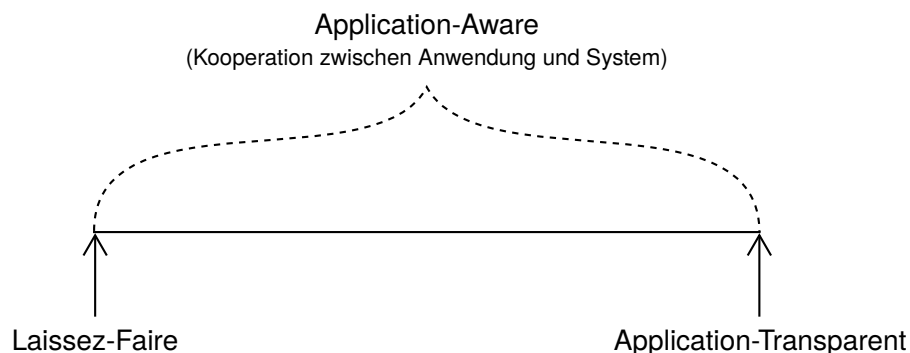 Application-Aware
(Kooperation zwischen Anwendung und System)
Laissez-Faire
Application-Transparent